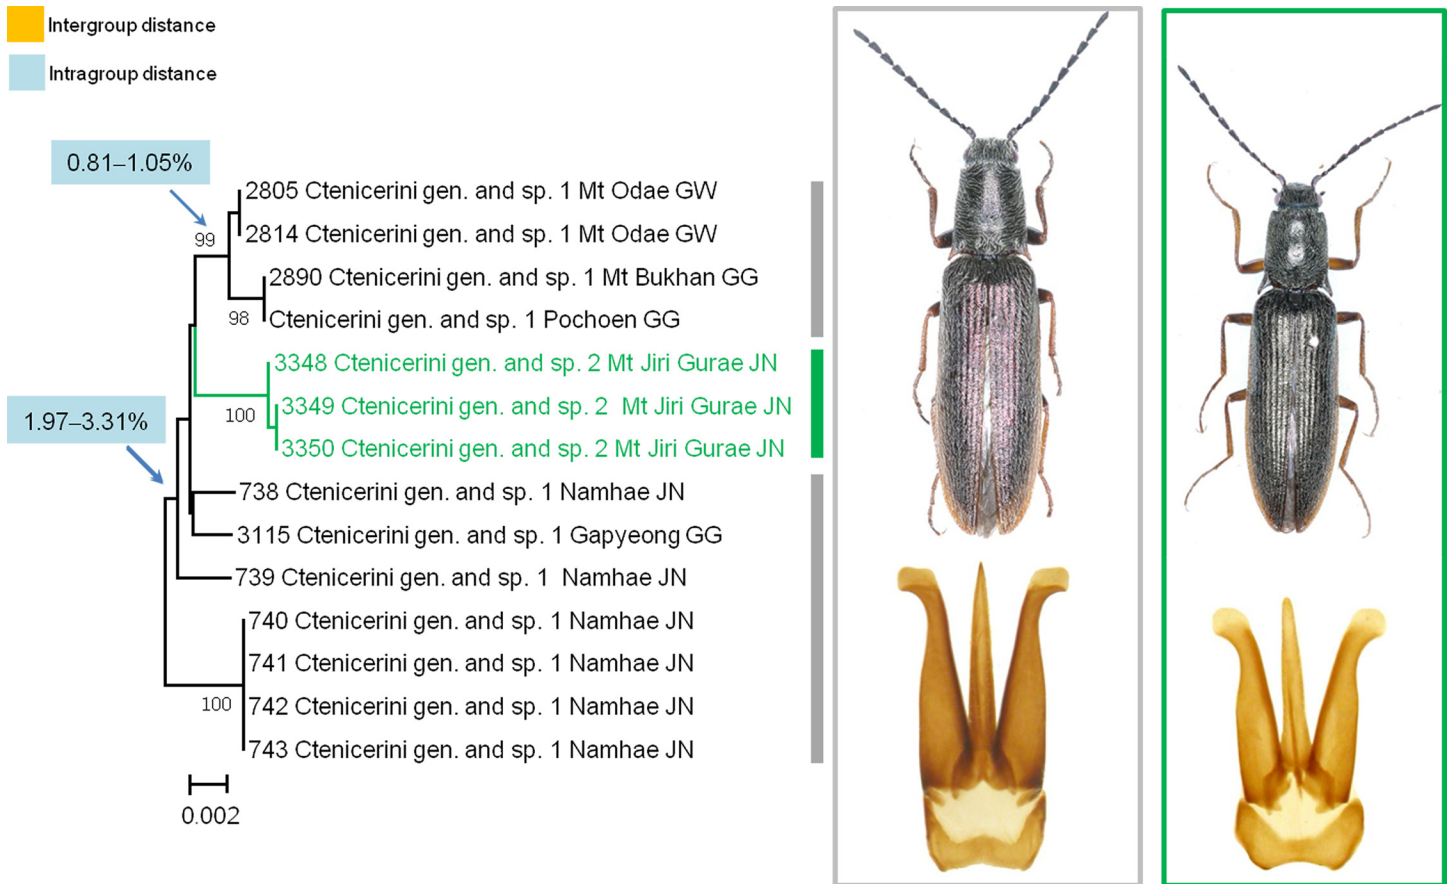 Intergroup distance
Intragroup distance
0.81–1.05%
2805 Ctenicerini gen. and sp. 1 Mt Odae GW
2814 Ctenicerini gen. and sp. 1 Mt Odae GW
99
2890 Ctenicerini gen. and sp. 1 Mt Bukhan GG
98
Ctenicerini gen. and sp. 1 Pochoen GG
3348 Ctenicerini gen. and sp. 2 Mt Jiri Gurae JN
3349 Ctenicerini gen. and sp. 2 Mt Jiri Gurae JN
100
1.97–3.31%
3350 Ctenicerini gen. and sp. 2 Mt Jiri Gurae JN
738 Ctenicerini gen. and sp. 1 Namhae JN
3115 Ctenicerini gen. and sp. 1 Gapyeong GG
739 Ctenicerini gen. and sp. 1 Namhae JN
740 Ctenicerini gen. and sp. 1 Namhae JN
741 Ctenicerini gen. and sp. 1 Namhae JN
100
742 Ctenicerini gen. and sp. 1 Namhae JN
743 Ctenicerini gen. and sp. 1 Namhae JN
0.002